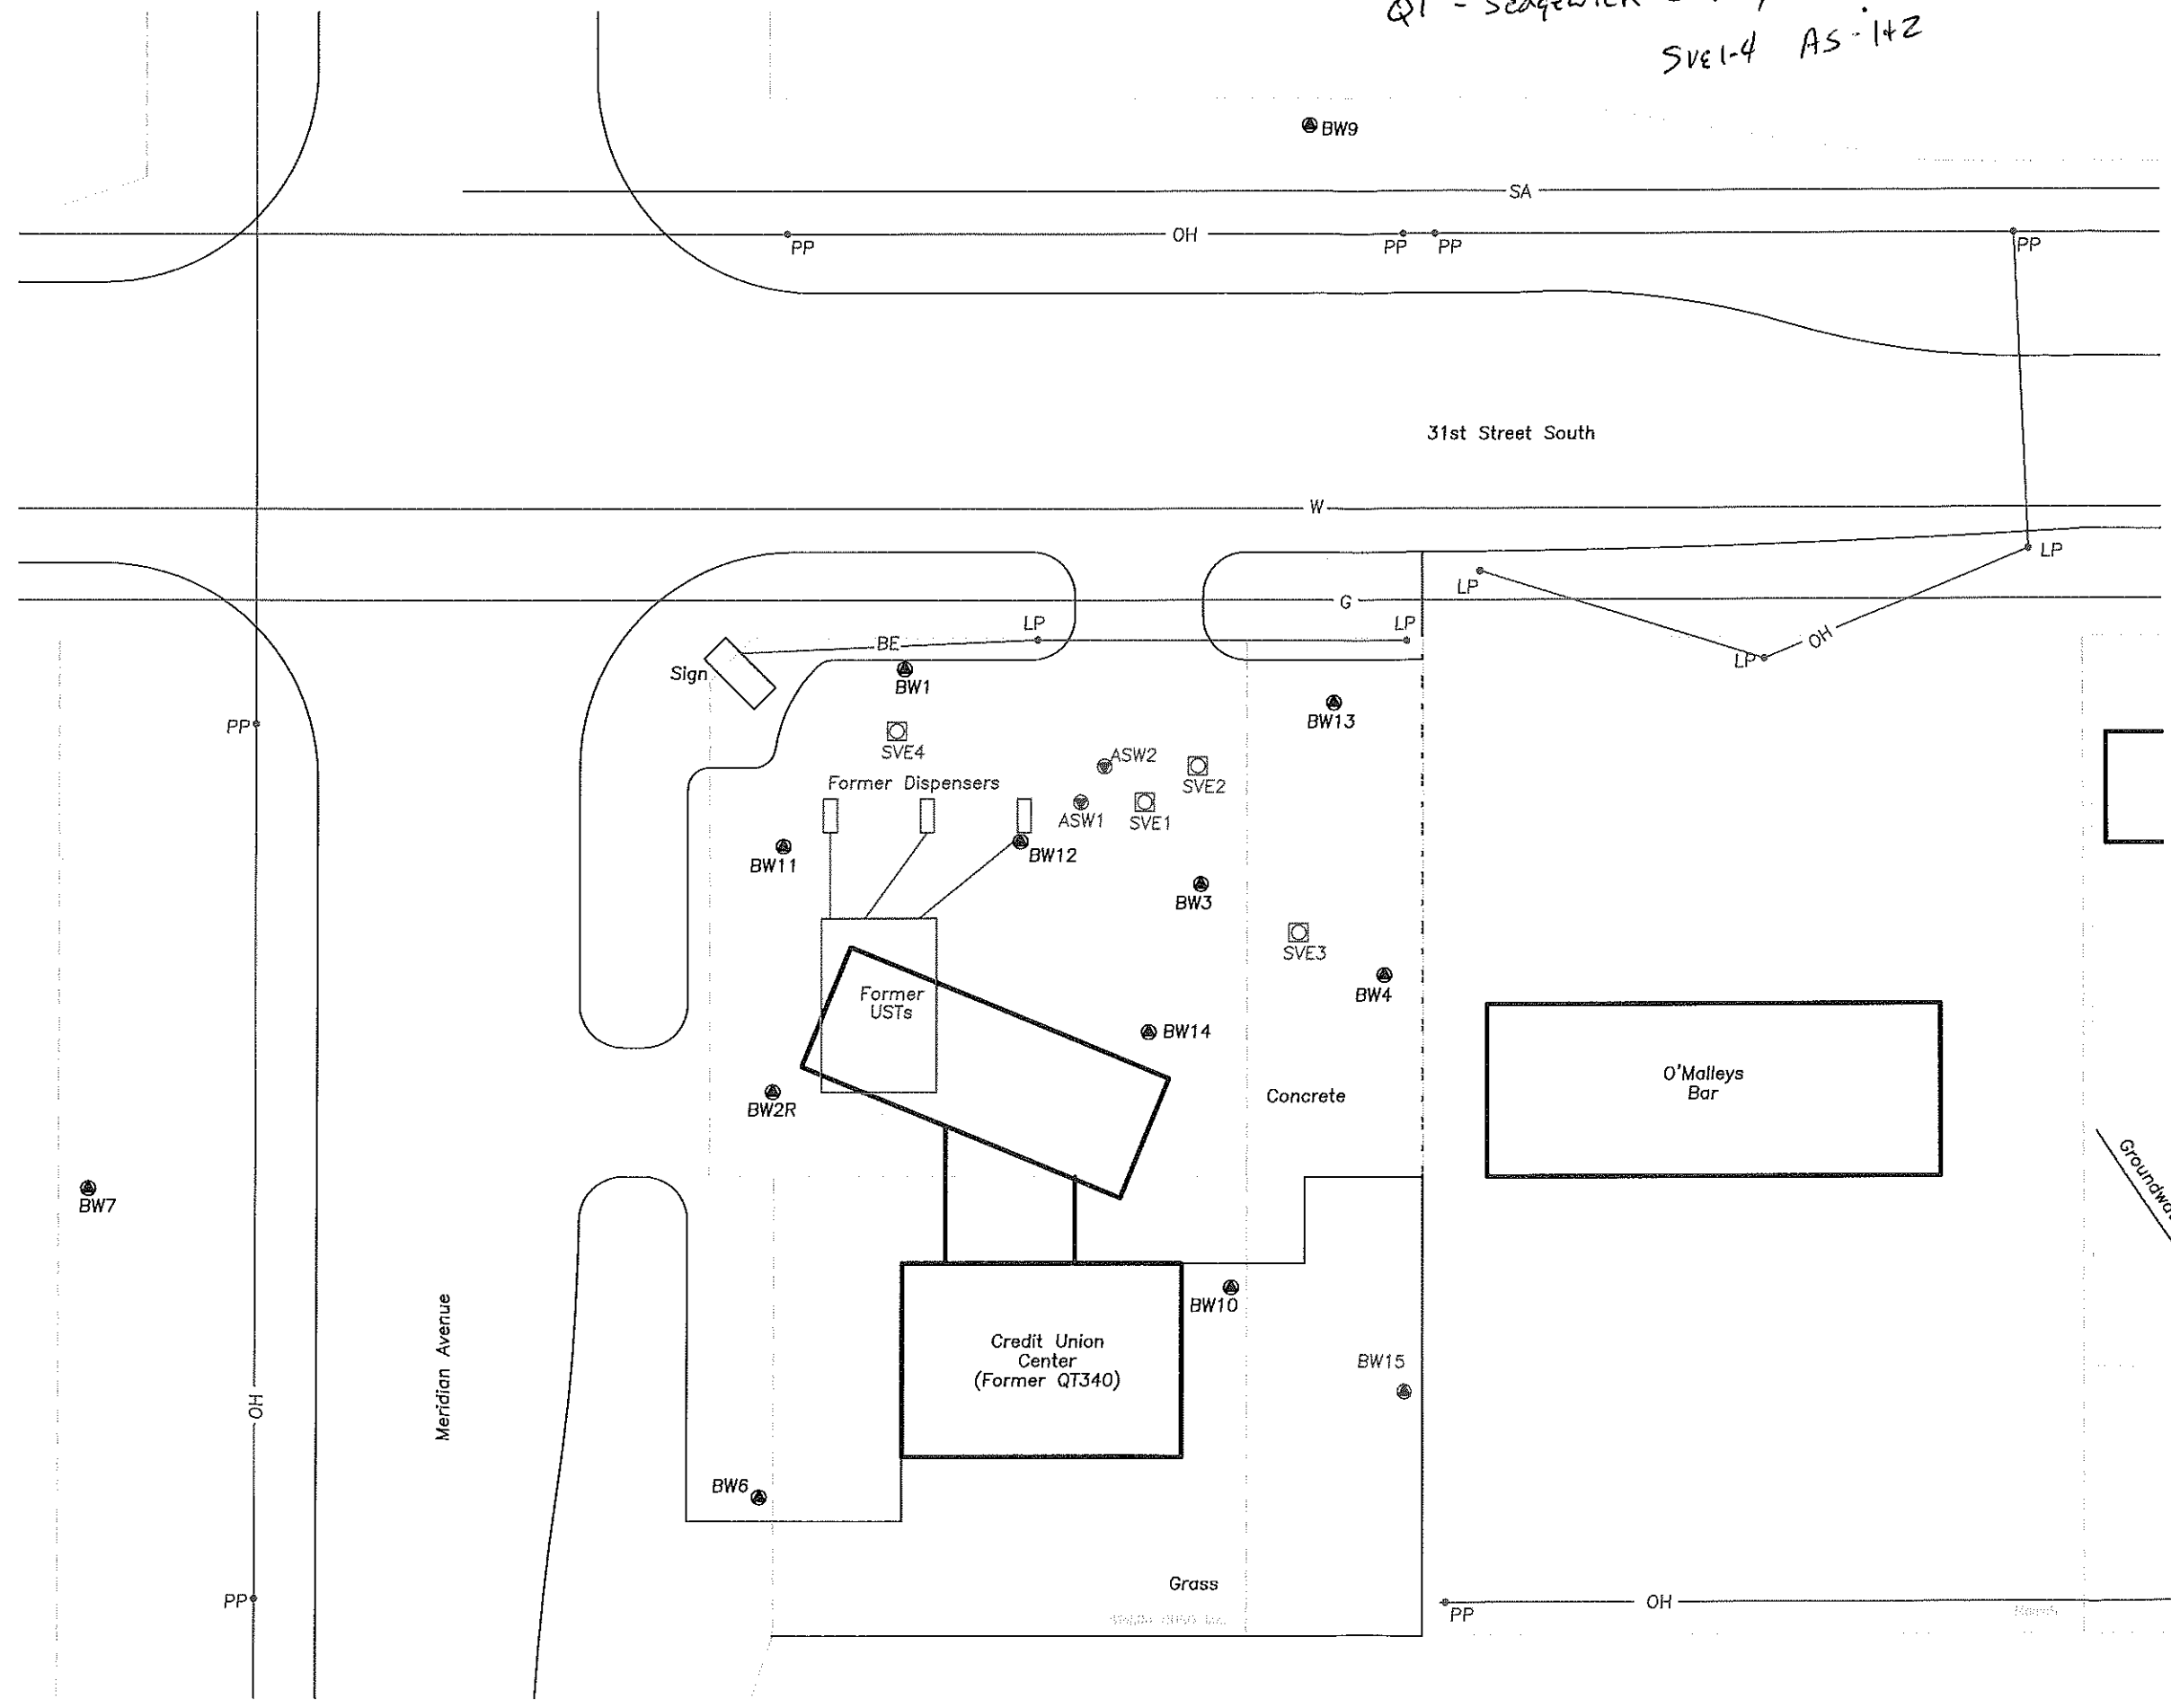 QT - Sedgewick
SVE1-4 AS-1+2
BW9
SA
OH
PP
PP
PP
PP
31st Street South
W
LP
LP
G
LP
LP
BE
OH
LP
Sign
BW1
BW13
PP
SVE4
ASW2
SVE2
Former Dispensers
ASW1
SVE1
BW11
BW12
BW3
SVE3
BW4
Former
USTs
BW14
O'Malleys
Bar
Concrete
BW2R
BW7
BW10
Credit Union
Center
(Former QT340)
BW15
Meridian Avenue
OH
BW6
Grass
PP
PP
OH